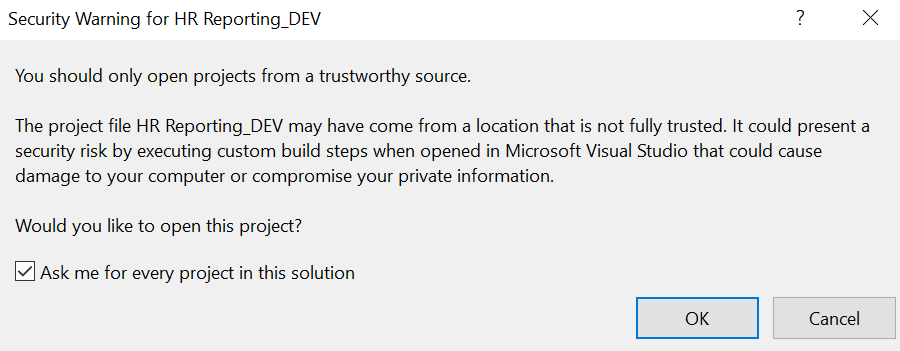 Security Warning for HR Reporting_DEV
?
You should only open projects from a trustworthy source.
The project file HR Reporting_DEV may have come from a location that is not fully trusted. It could present a
security risk by executing custom build steps when opened in Microsoft Visual Studio that could cause
damage to your computer or compromise your private information.
Would you like to open this project?
Ask me for every project in this solution
OK
Cancel